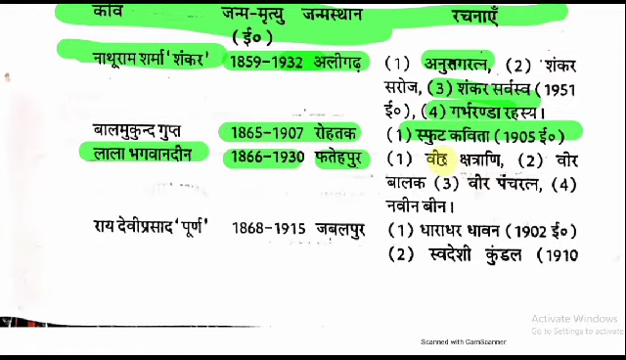 कवि जन्म-मृत्यु जन्मस्थान रचनाएँ
(ई०)
नाथूराम शर्मा 'शंकर' 1859-1932 अलीगढ़ (1) अनुरागरत्न, (2) शंकर
सरोज, (3) शंकर सर्वस्व (1951
ई०), (4) गर्भरण्डा रहस्य।
बालमुकुन्द गुप्त 1865-1907 रोहतक (1) स्फुट कविता (1905 ई०)
लाला भगवानदीन 1866-1930 फतेहपुर (1) वीर क्षत्राणि, (2) वीर
बालक (3) वीर पंचरत्न, (4)
नवीन बीन।
राय देवीप्रसाद 'पूर्ण' 1868-1915 जबलपुर (1) धाराधर धावन (1902 ई०)
(2) स्वदेशी कुंडल (1910
Activate Windows
Go to Settings to activate
Scanned with CamScanner